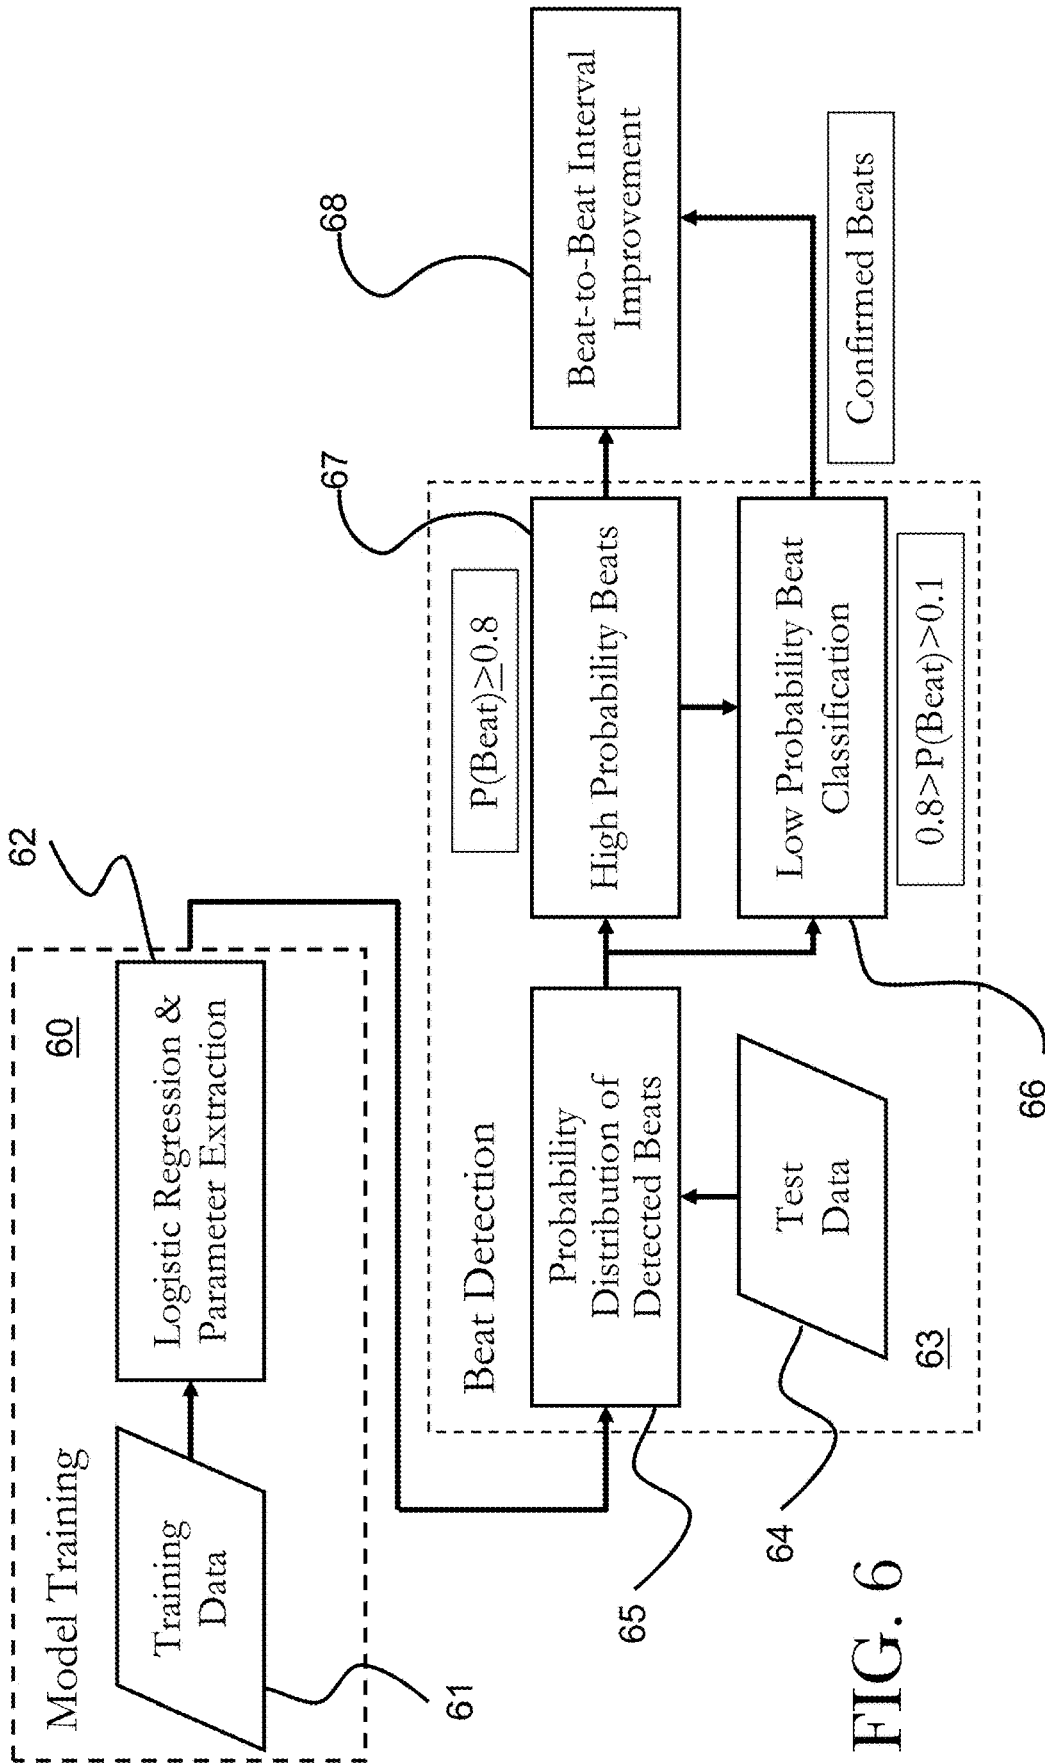 Model Training
60
62
Training
Data
Logistic Regression &
Parameter Extraction
61
68
67
Beat Detection
P(Beat)≥0.8
Probability
Distribution of
Detected Beats
High Probability Beats
Beat-to-Beat Interval
Improvement
65
Test
Data
Low Probability Beat
Classification
Confirmed Beats
64
63
0.8>P(Beat)>0.1
66
FIG. 6